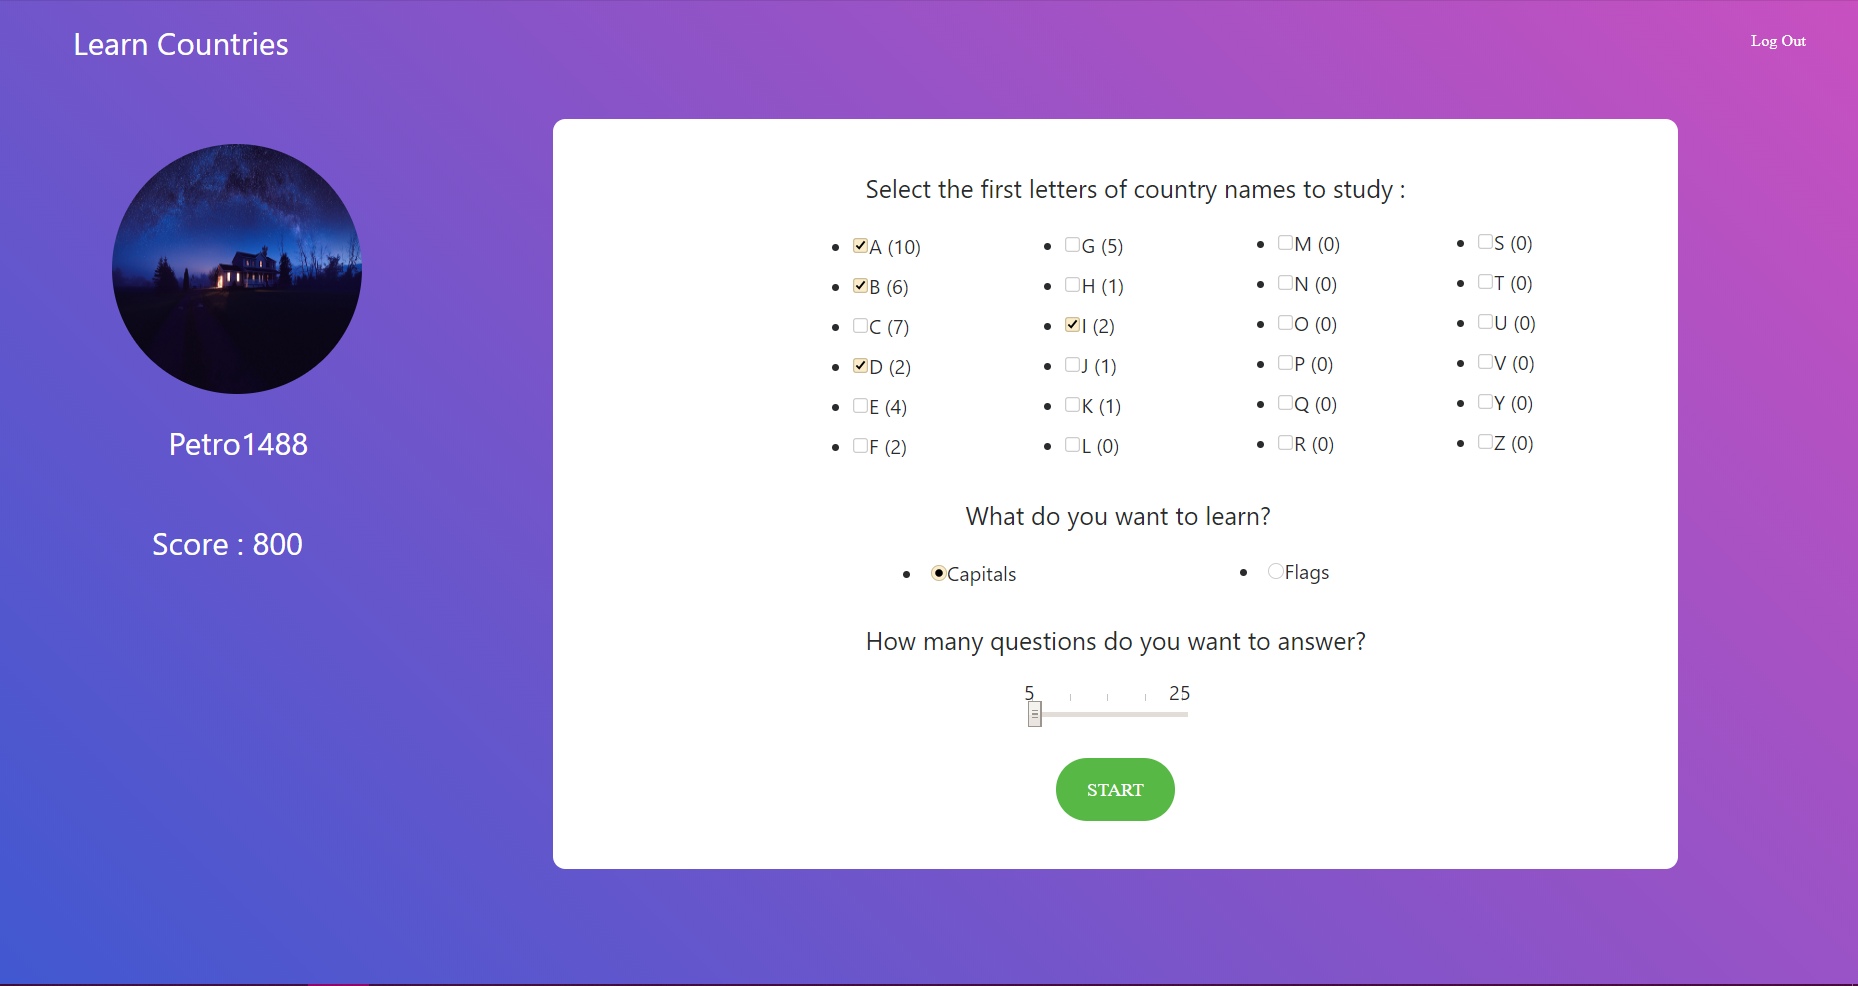 Learn Countries
Log Out
Petro1488
Score : 800
Select the first letters of country names to study :
A (10)
B (6)
C (7)
D (2)
E (4)
F (2)
G (5)
H (1)
I (2)
J (1)
K (1)
L (0)
M (0)
N (0)
O (0)
P (0)
Q (0)
R (0)
S (0)
T (0)
U (0)
V (0)
Y (0)
Z (0)
What do you want to learn?
Capitals
Flags
How many questions do you want to answer?
5 25
START